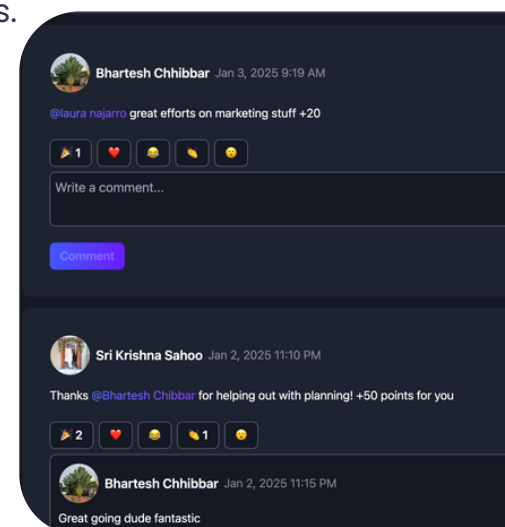 s.
Bhartesh Chhibbar Jan 3, 2025 9:19 AM
@laura najarro great efforts on marketing stuff +20
🎉 1 ❤️ 😂 👏 😮
Write a comment...
Comment
Sri Krishna Sahoo Jan 2, 2025 11:10 PM
Thanks @Bhartesh Chibbar for helping out with planning! +50 points for you
🎉 2 ❤️ 😂 👏 1 😮
Bhartesh Chhibbar Jan 2, 2025 11:15 PM
Great going dude fantastic